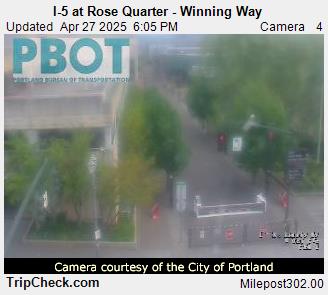 I-5 at Rose Quarter - Winning Way
Updated Apr 27 2025 6:05 PM Camera 4
PBOT
PORTLAND BUREAU OF TRANSPORTATION
Camera courtesy of the City of Portland
TripCheck.com Milepost302.00